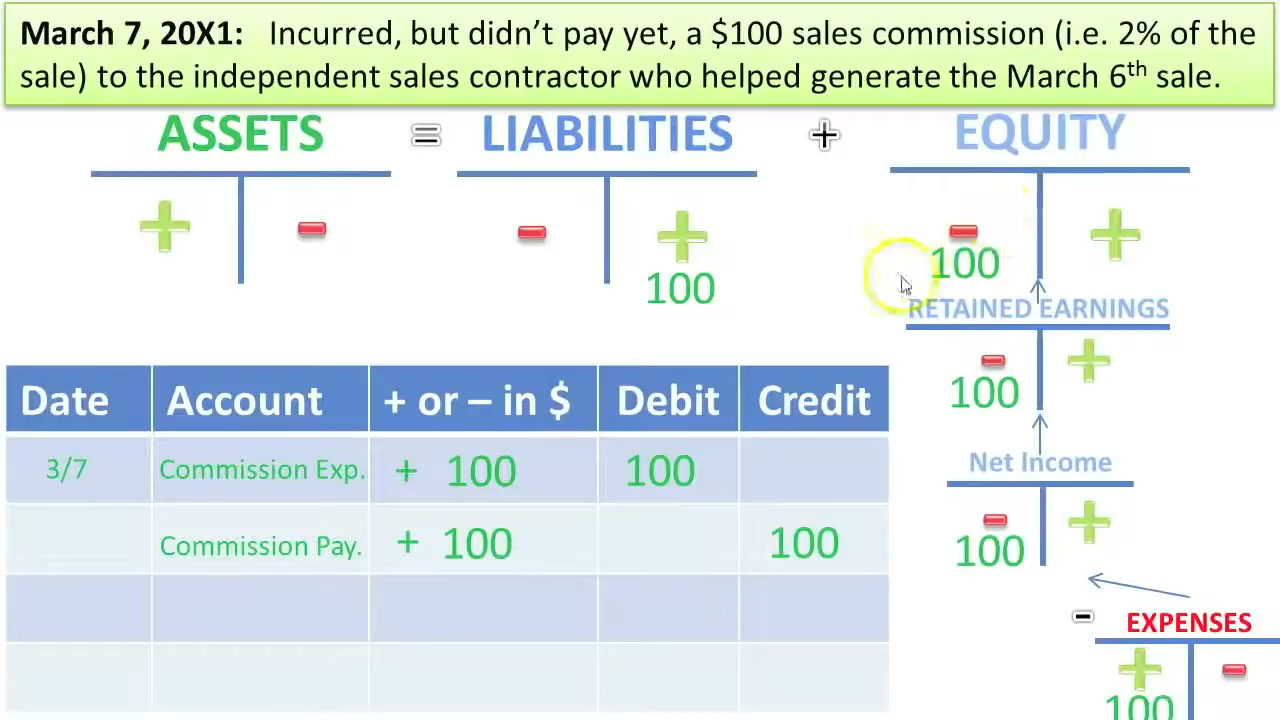 March 7, 20X1: Incurred, but didn’t pay yet, a $100 sales commission (i.e. 2% of the
sale) to the independent sales contractor who helped generate the March 6th sale.
ASSETS = LIABILITIES + EQUITY
+ - - + - +
100 100
RETAINED EARNINGS
- +
100
Net Income
- +
100
- EXPENSES
+ -
100
Date Account + or – in $ Debit Credit
3/7 Commission Exp. + 100 100
Commission Pay. + 100 100